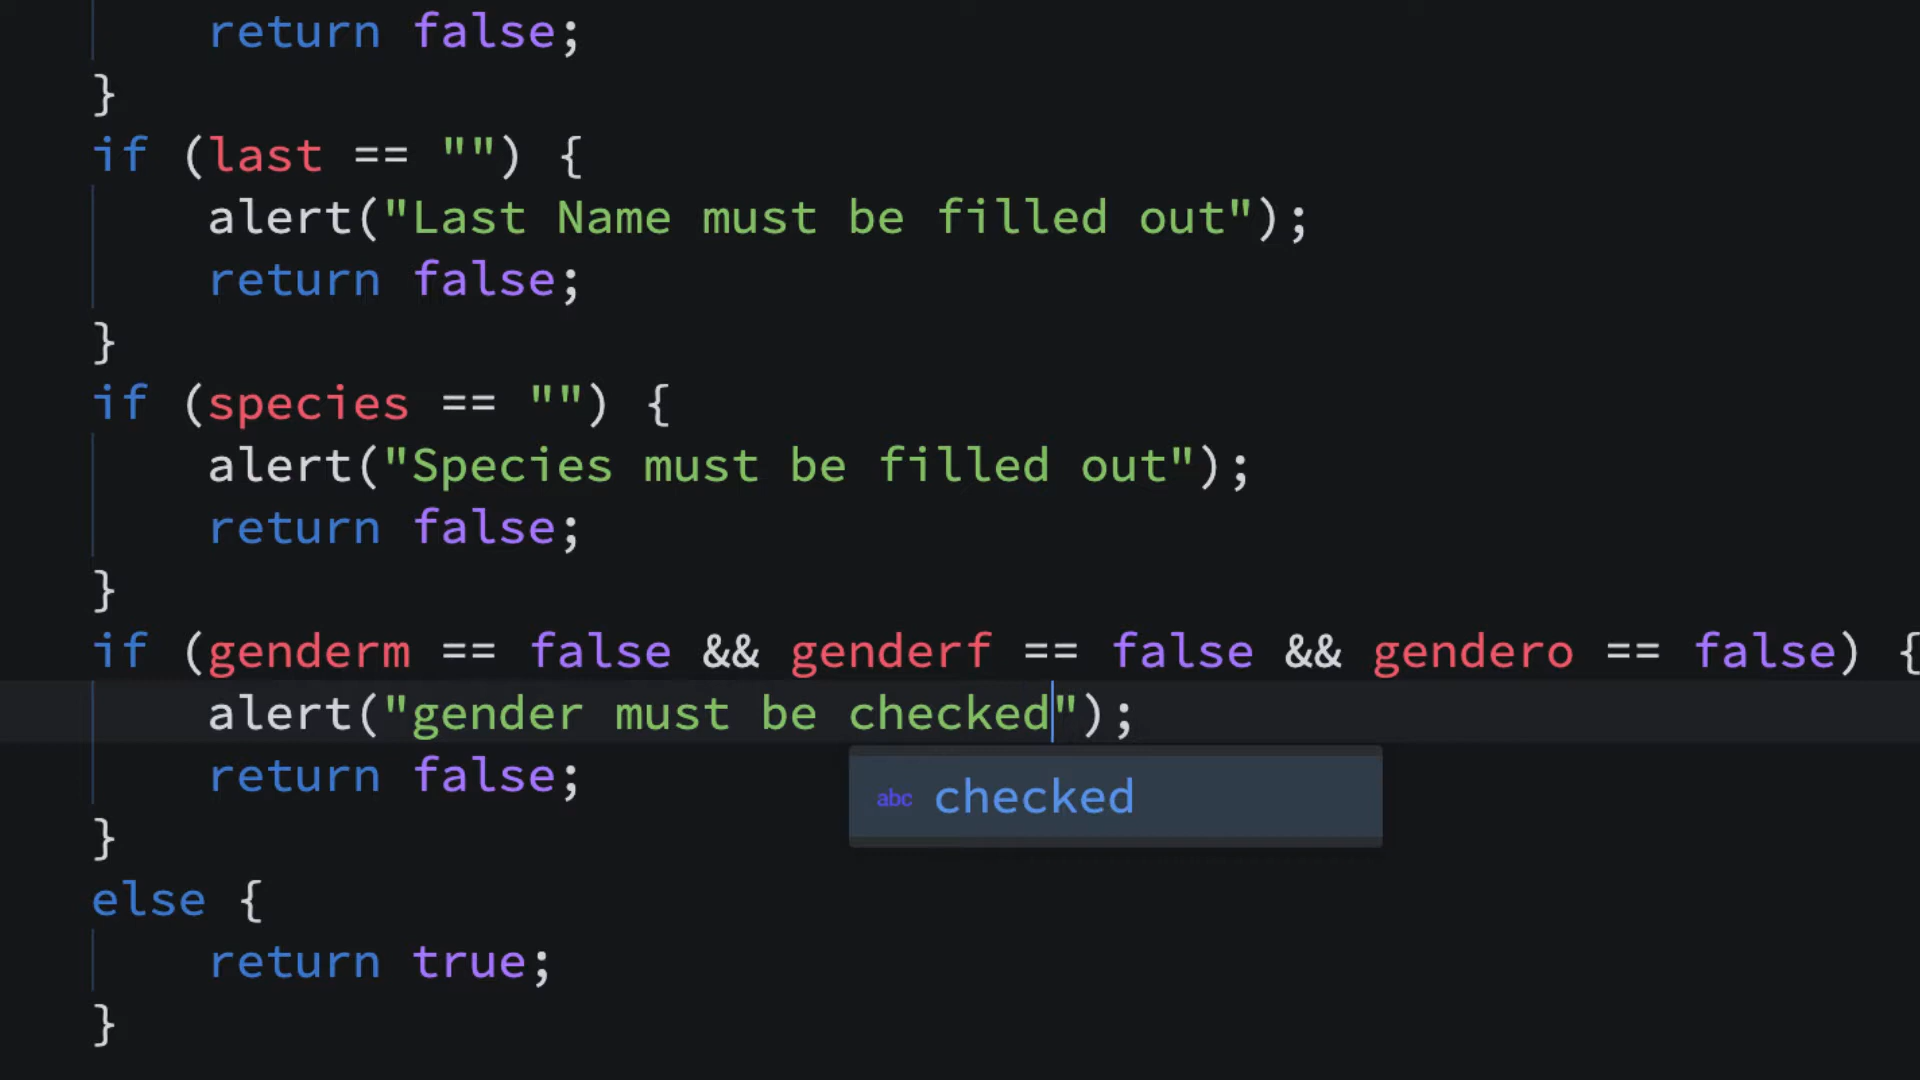 return false;
}
if (last == "") {
alert("Last Name must be filled out");
return false;
}
if (species == "") {
alert("Species must be filled out");
return false;
}
if (genderm == false && genderf == false && gendero == false) {
alert("gender must be checked");
abc checked
return false;
}
else {
return true;
}